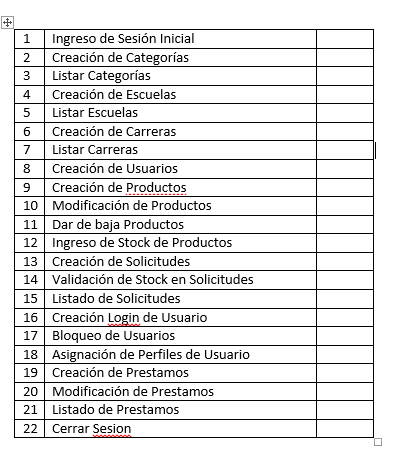 1 Ingreso de Sesión Inicial
2 Creación de Categorías
3 Listar Categorías
4 Creación de Escuelas
5 Listar Escuelas
6 Creación de Carreras
7 Listar Carreras
8 Creación de Usuarios
9 Creación de Productos
10 Modificación de Productos
11 Dar de baja Productos
12 Ingreso de Stock de Productos
13 Creación de Solicitudes
14 Validación de Stock en Solicitudes
15 Listado de Solicitudes
16 Creación Login de Usuario
17 Bloqueo de Usuarios
18 Asignación de Perfiles de Usuario
19 Creación de Prestamos
20 Modificación de Prestamos
21 Listado de Prestamos
22 Cerrar Sesion